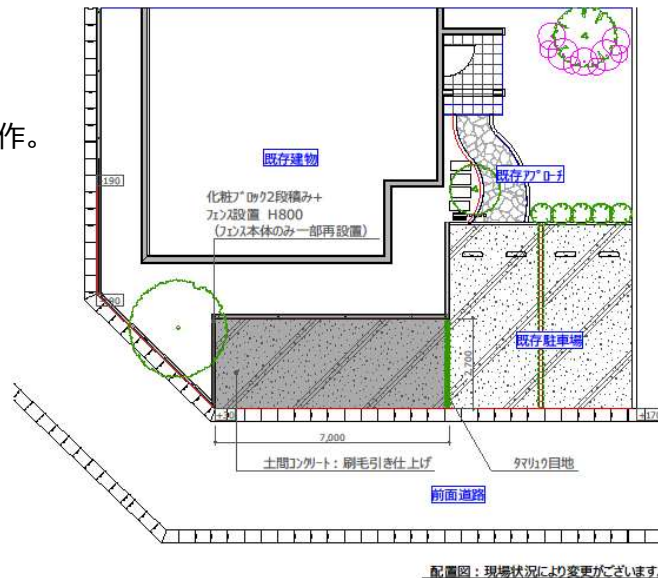 作。
既存建物
190
化粧ブロック2段積み+
フェンス設置 H800
(フェンス本体のみ一部再設置)
既存アプローチ
既存駐車場
2,700
7,000
土間コンクリート：刷毛引き仕上げ
タマリュウ目地
前面道路
配置図：現場状況により変更がございます